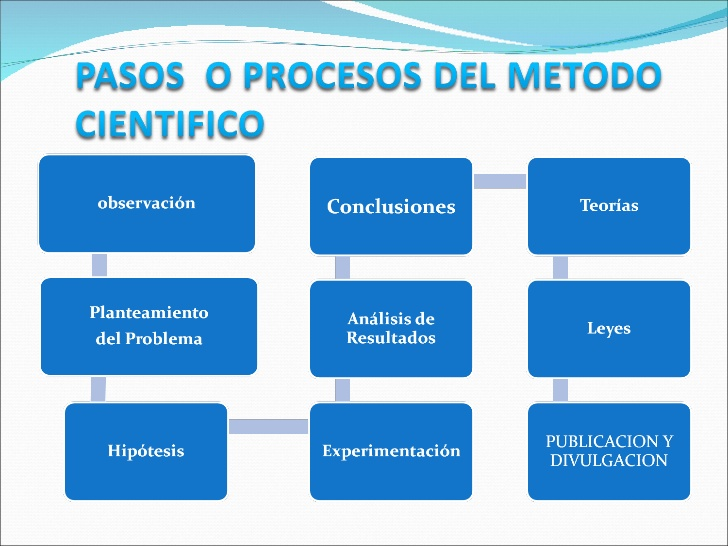 PASOS O PROCESOS DEL METODO
CIENTIFICO
observación
Planteamiento
del Problema
Hipótesis
Experimentación
Análisis de
Resultados
Conclusiones
Teorías
Leyes
PUBLICACION Y
DIVULGACION